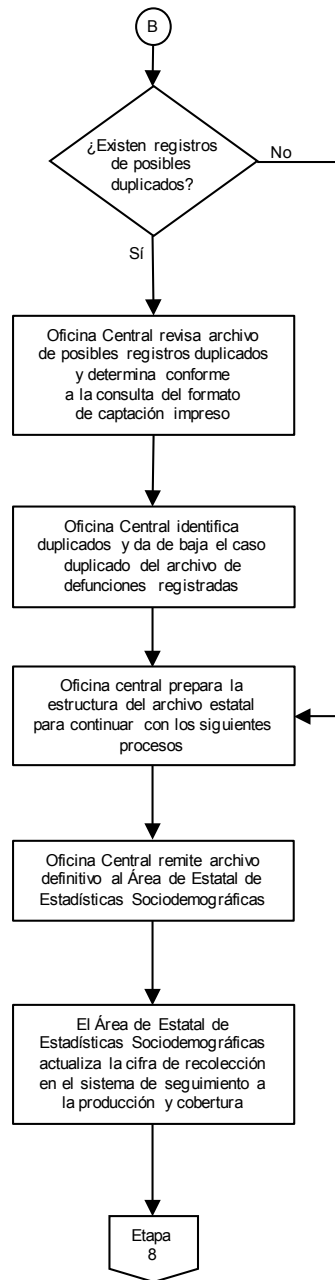 B
¿Existen registros
de posibles
duplicados?
No
Sí
Oficina Central revisa archivo
de posibles registros duplicados
y determina conforme
a la consulta del formato
de captación impreso
Oficina Central identifica
duplicados y da de baja el caso
duplicado del archivo de
defunciones registradas
Oficina central prepara la
estructura del archivo estatal
para continuar con los siguientes
procesos
Oficina Central remite archivo
definitivo al Área de Estatal de
Estadísticas Sociodemográficas
El Área de Estatal de
Estadísticas Sociodemográficas
actualiza la cifra de recolección
en el sistema de seguimiento a
la producción y cobertura
Etapa
8